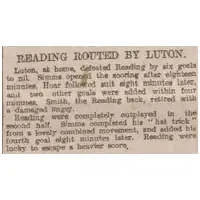 READING ROUTED BY LUTON.
Luton, at home, defeated Reading by six goals
to nil. Simms opened the scoring after eighteen
minutes, Hoar followed suit eight minutes later,
and two other goals were added within four
minutes. Smith, the Reading back, retired with
a damaged injury.
Reading were completely outplayed in the
second half. Simms completed his "hat trick"
from a lovely combined movement, and added his
fourth goal eight minutes later. Reading were
lucky to escape a heavier score.